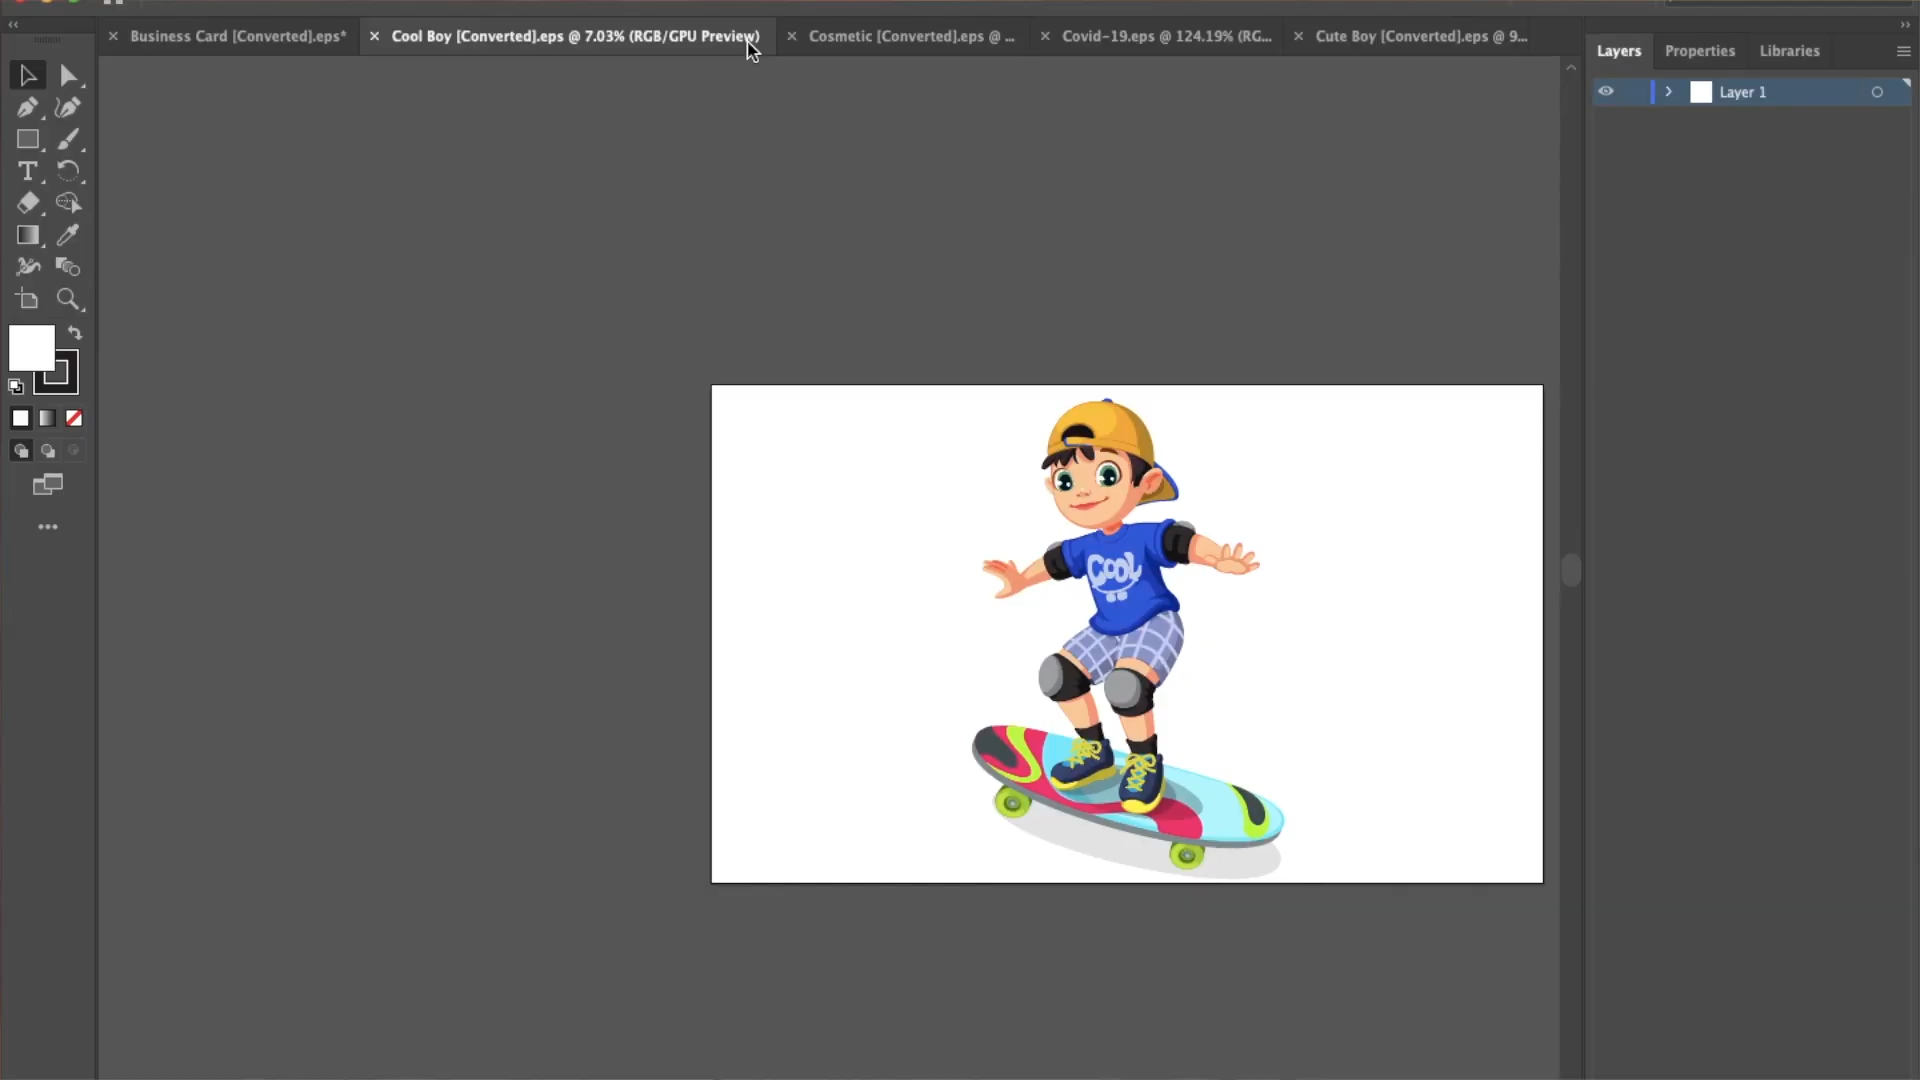 Business Card [Converted].eps*
Cool Boy [Converted].eps @ 7.03% (RGB/GPU Preview)
Cosmetic [Converted].eps @ ...
Covid-19.eps @ 124.19% (RG...
Cute Boy [Converted].eps @ 9...
Layers
Properties
Libraries
Layer 1
COOL